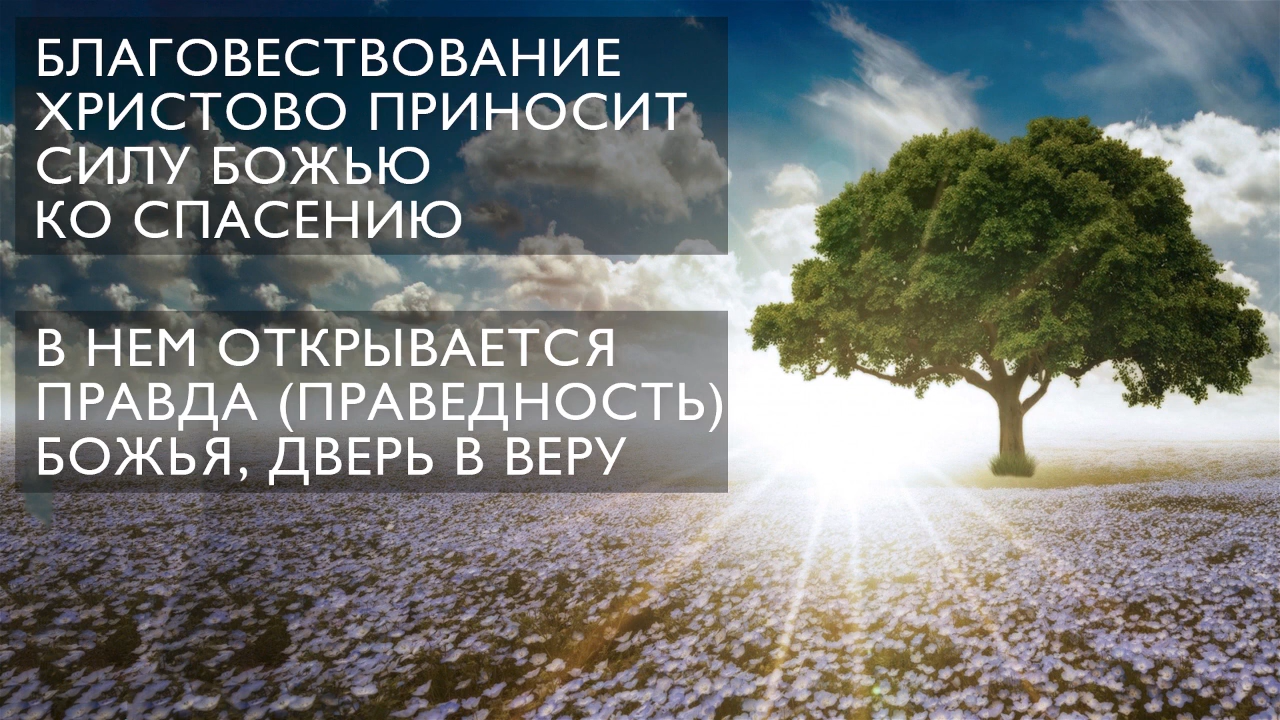 БЛАГОВЕСТВОВАНИЕ
ХРИСТОВО ПРИНОСИТ
СИЛУ БОЖЬЮ
КО СПАСЕНИЮ
В НЕМ ОТКРЫВАЕТСЯ
ПРАВДА (ПРАВЕДНОСТЬ)
БОЖЬЯ, ДВЕРЬ В ВЕРУ